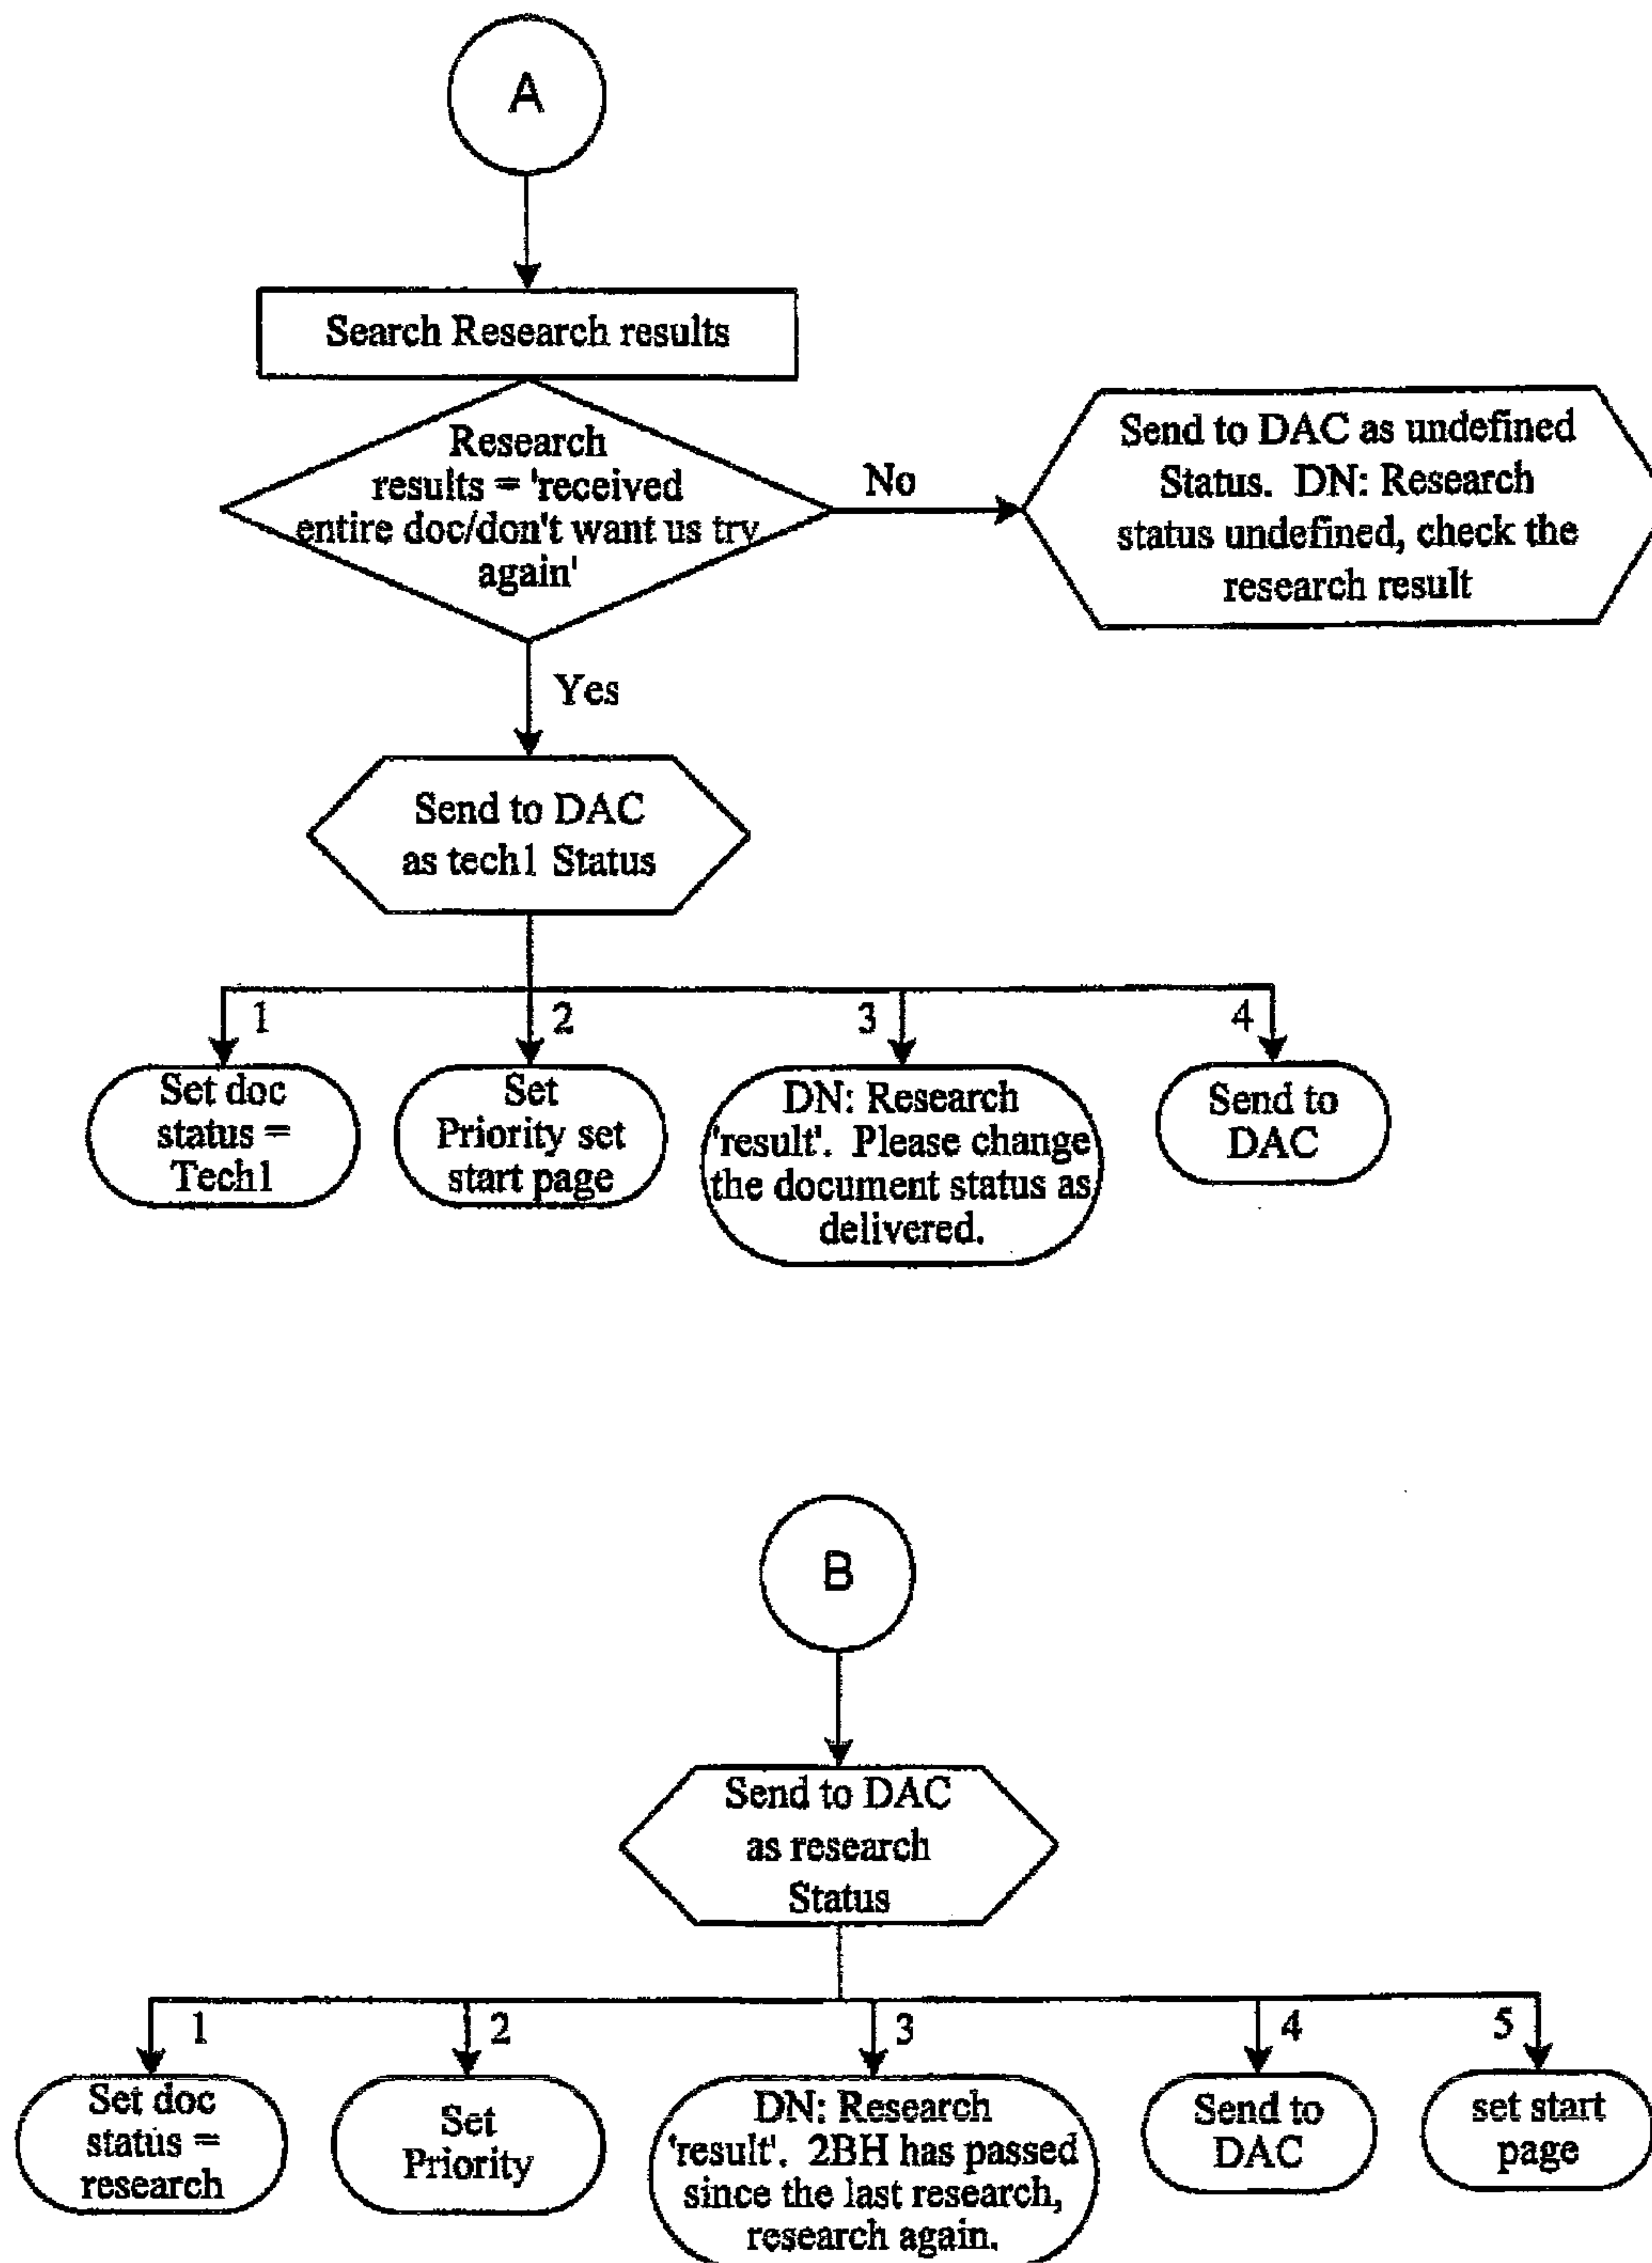 A
Search Research results
Research
results = 'received
entire doc/don't want us try
again'
No
Send to DAC as undefined
Status. DN: Research
status undefined, check the
research result
Yes
Send to DAC
as tech1 Status
1
2
3
4
Set doc
status =
Tech1
Set
Priority set
start page
DN: Research
'result'. Please change
the document status as
delivered.
Send to
DAC
B
Send to DAC
as research
Status
1
2
3
4
5
Set doc
status =
research
Set
Priority
DN: Research
'result'. 2BH has passed
since the last research,
research again.
Send to
DAC
set start
page